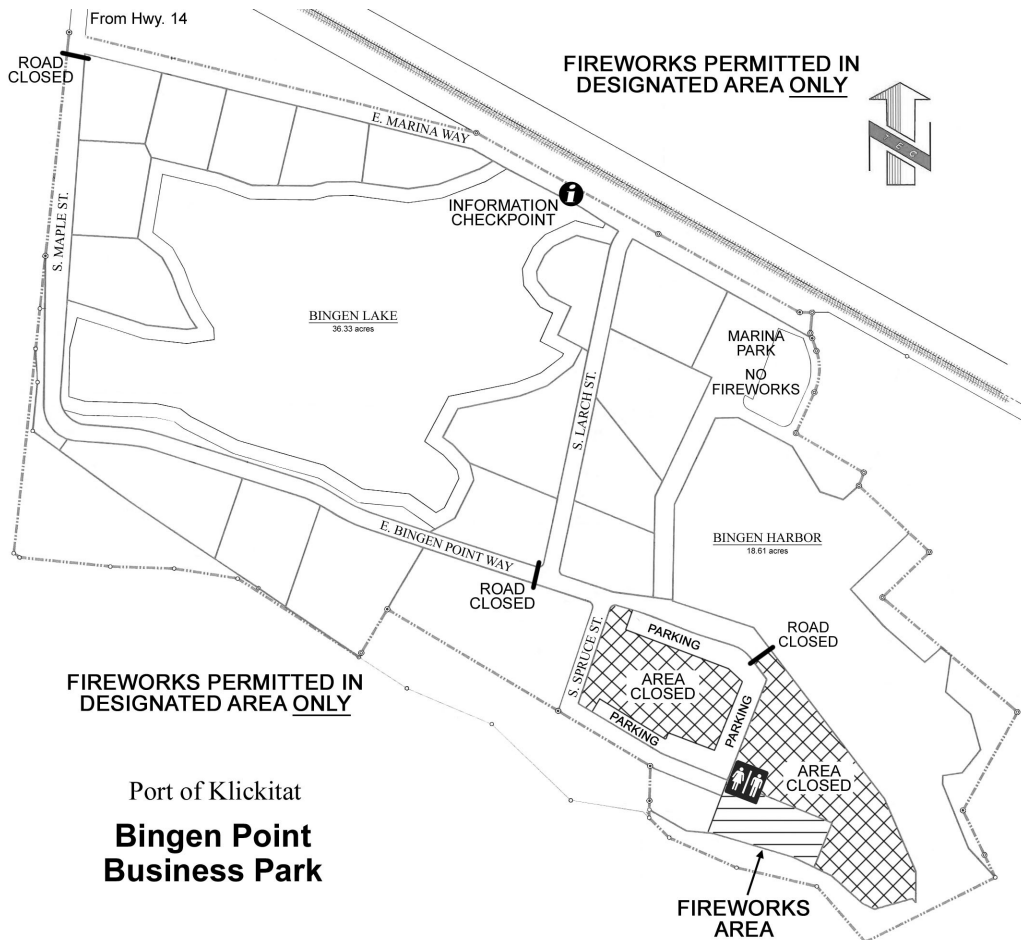 From Hwy. 14
ROAD
CLOSED
FIREWORKS PERMITTED IN
DESIGNATED AREA ONLY
E. MARINA WAY
INFORMATION
CHECKPOINT
i
S. MAPLE ST.
BINGEN LAKE
36.33 acres
MARINA
PARK
NO
FIREWORKS
S. LARCH ST.
E. BINGEN POINT WAY
BINGEN HARBOR
18.61 acres
ROAD
CLOSED
S. SPRUCE ST.
PARKING
ROAD
CLOSED
AREA
CLOSED
PARKING
PARKING
AREA
CLOSED
FIREWORKS PERMITTED IN
DESIGNATED AREA ONLY
Port of Klickitat
Bingen Point
Business Park
FIREWORKS
AREA